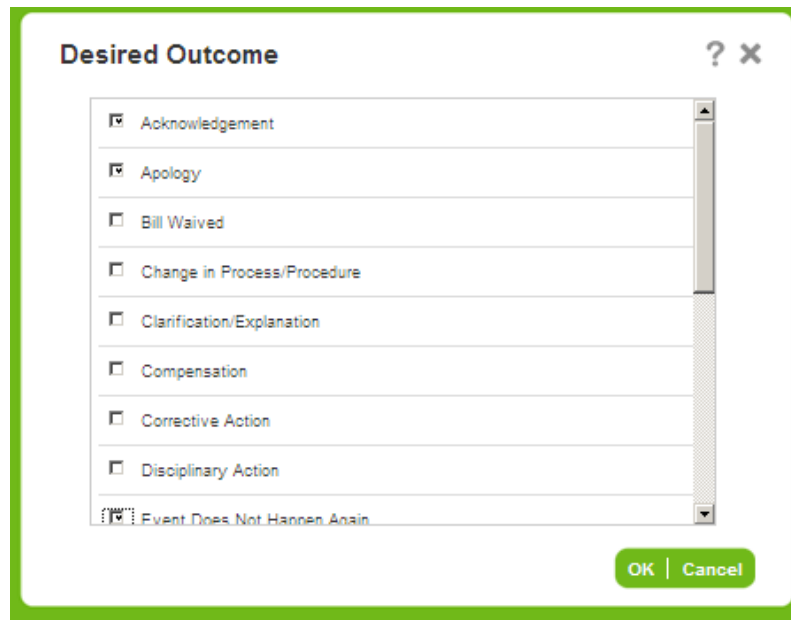 Desired Outcome
?
Acknowledgement
Apology
Bill Waived
Change in Process/Procedure
Clarification/Explanation
Compensation
Corrective Action
Disciplinary Action
Event Does Not Happen Again
OK | Cancel